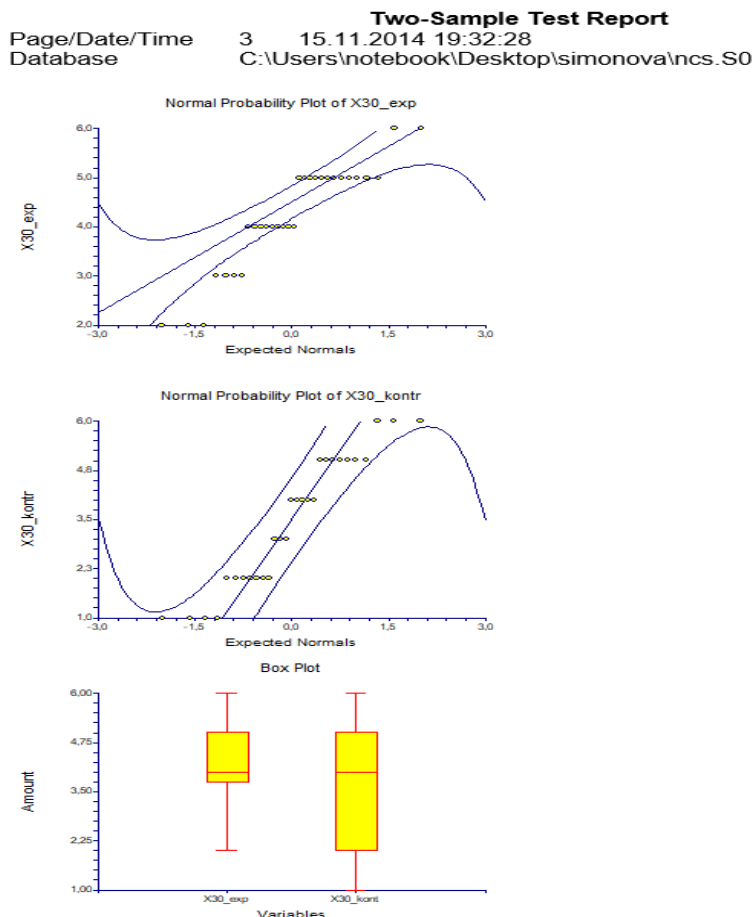 Two-Sample Test Report
Page/Date/Time 3 15.11.2014 19:32:28
Database C:\Users\notebook\Desktop\simonova\ncs.S0
Normal Probability Plot of X30_exp
6,0
5,0
4,0
3,0
2,0
X30_exp
-3,0 -1,5 0,0 1,5 3,0
Expected Normals
Normal Probability Plot of X30_kontr
6,0
4,8
3,5
2,3
1,0
X30_kontr
-3,0 -1,5 0,0 1,5 3,0
Expected Normals
Box Plot
6,00
4,75
3,50
2,25
1,00
Amount
X30_exp X30_kont
Variables